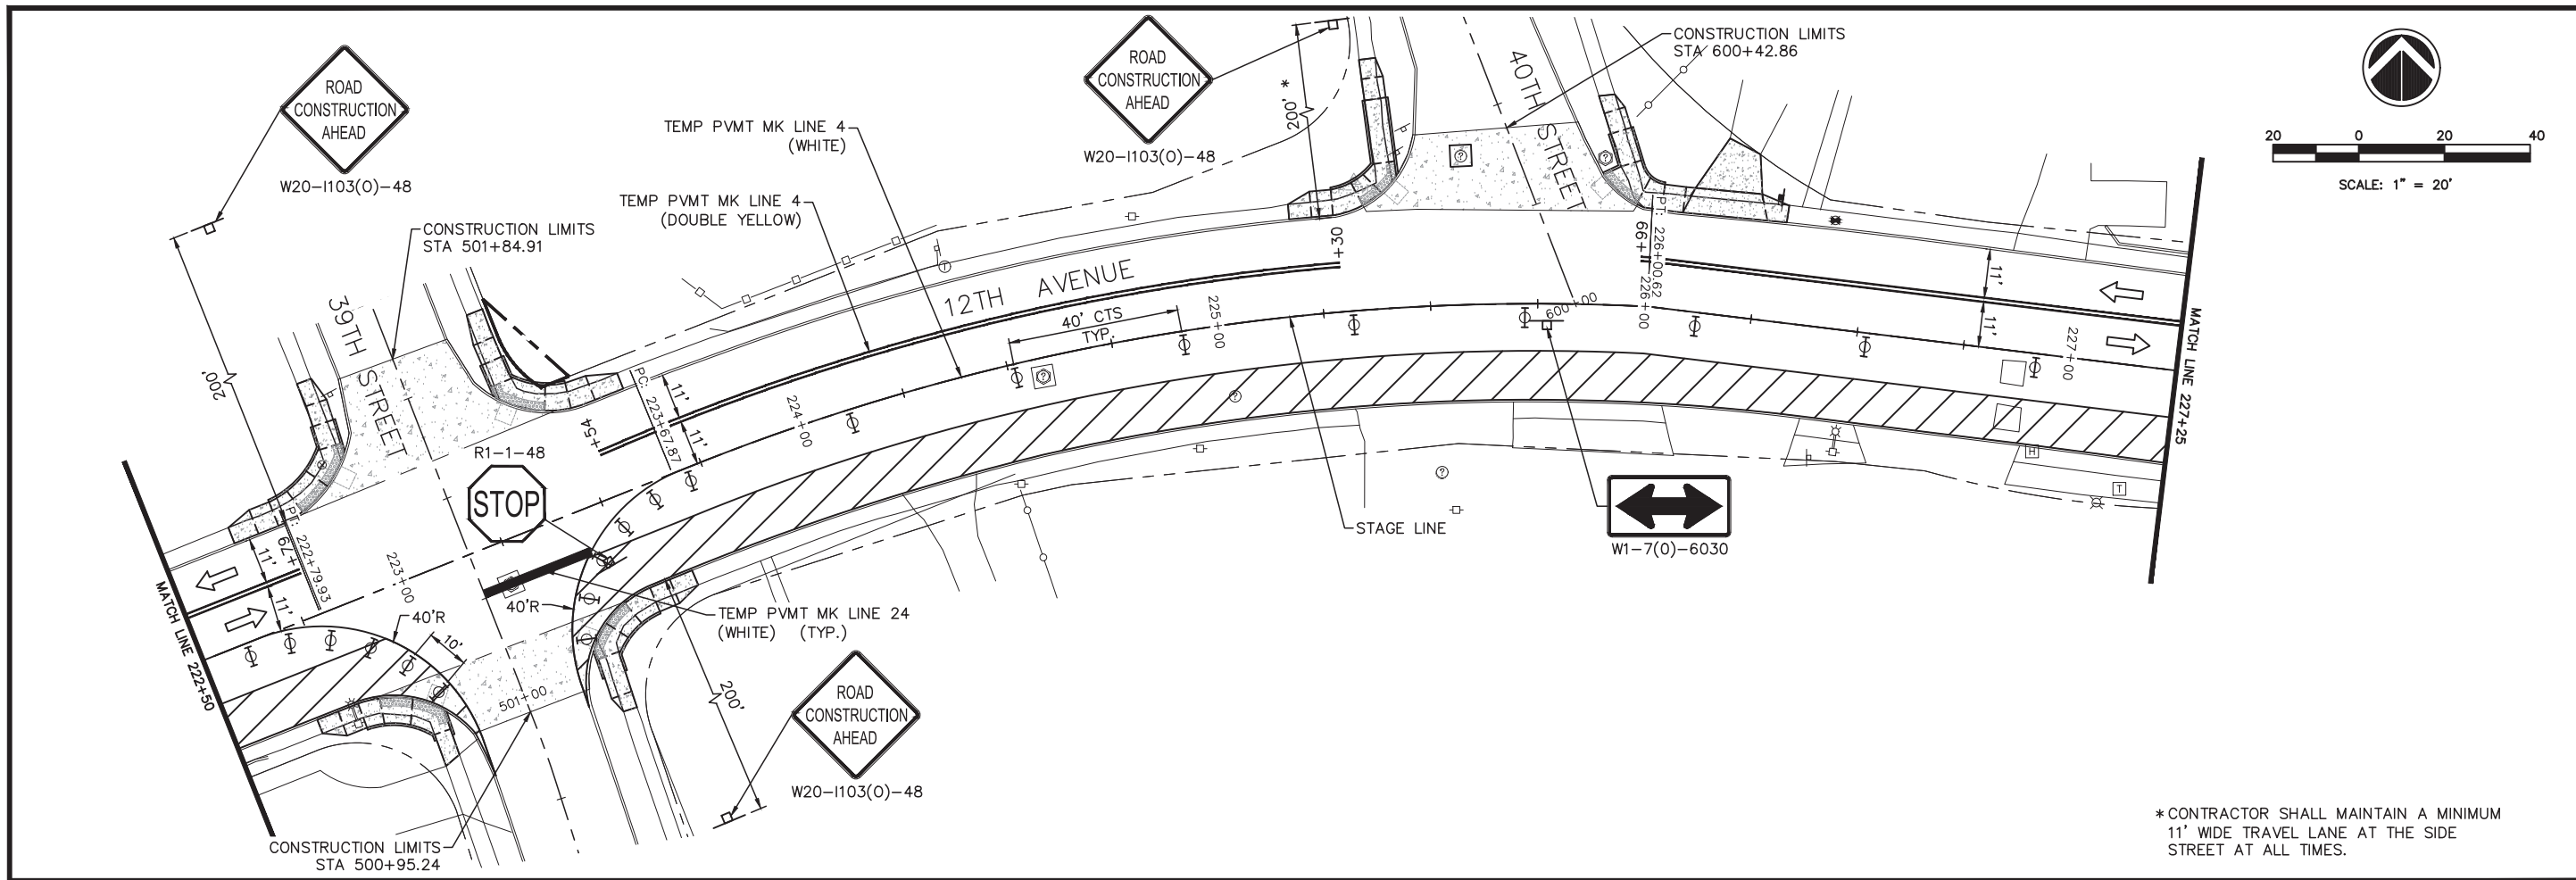 ROAD
CONSTRUCTION
AHEAD
W20-I103(O)-48
ROAD
CONSTRUCTION
AHEAD
W20-I103(O)-48
CONSTRUCTION LIMITS
STA 600+42.86
20 0 20 40
SCALE: 1" = 20'
TEMP PVMT MK LINE 4
(WHITE)
TEMP PVMT MK LINE 4
(DOUBLE YELLOW)
CONSTRUCTION LIMITS
STA 501+84.91
200'
200' *
40TH STREET
39TH STREET
12TH AVENUE
+30
+99
PT: 226+00.62
226+00
600+00
225+00
40' CTS
TYP.
224+00
PC: 223+67.87
+54
11'
11'
11'
11'
227+00
MATCH LINE 227+25
R1-1-48
STOP
STAGE LINE
W1-7(O)-6030
PT: 222+79.93
+79
223+00
11'
11'
MATCH LINE 222+50
40'R
40'R
10'
TEMP PVMT MK LINE 24
(WHITE) (TYP.)
501+00
200'
ROAD
CONSTRUCTION
AHEAD
W20-I103(O)-48
CONSTRUCTION LIMITS
STA 500+95.24
T
?
?
?
?
?
H
T
* CONTRACTOR SHALL MAINTAIN A MINIMUM
11' WIDE TRAVEL LANE AT THE SIDE
STREET AT ALL TIMES.